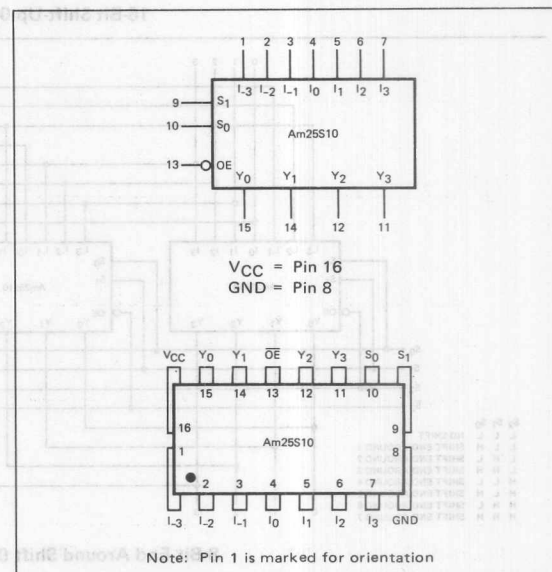 1 2 3 4 5 6 7
I-3 I-2 I-1 I0 I1 I2 I3
9 S1
10 S0
Am25S10
13 OE
Y0 Y1 Y2 Y3
15 14 12 11
VCC = Pin 16
GND = Pin 8
VCC Y0 Y1 OE Y2 Y3 S0 S1
15 14 13 12 11 10
16 9
Am25S10
1 8
2 3 4 5 6 7
I-3 I-2 I-1 I0 I1 I2 I3 GND
Note: Pin 1 is marked for orientation